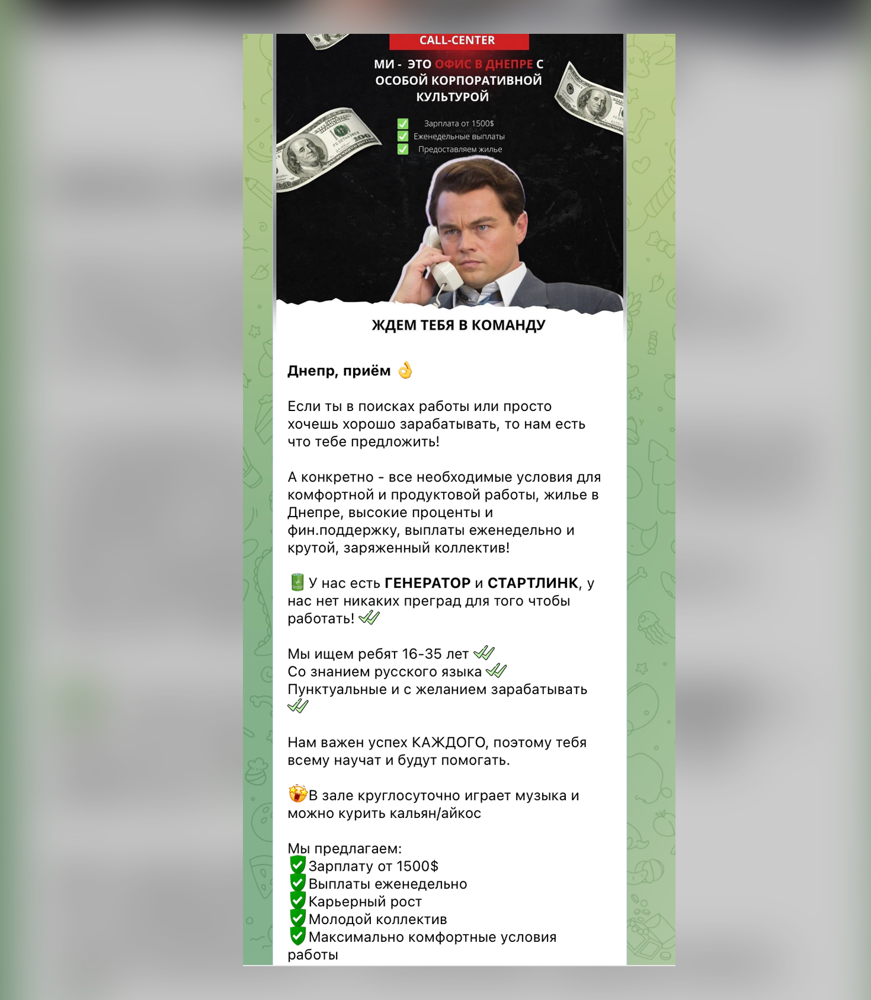 CALL-CENTER
МИ - ЭТО ОФИС В ДНЕПРЕ С
ОСОБОЙ КОРПОРАТИВНОЙ
КУЛЬТУРОЙ
✅ Зарплата от 1500$
✅ Еженедельные выплаты
✅ Предоставляем жилье
ЖДЕМ ТЕБЯ В КОМАНДУ
Днепр, приём 👌
Если ты в поисках работы или просто
хочешь хорошо зарабатывать, то нам есть
что тебе предложить!
А конкретно - все необходимые условия для
комфортной и продуктовой работы, жилье в
Днепре, высокие проценты и
фин.поддержку, выплаты еженедельно и
крутой, заряженный коллектив!
🔋У нас есть ГЕНЕРАТОР и СТАРТЛИНК, у
нас нет никаких преград для того чтобы
работать!
Мы ищем ребят 16-35 лет
Со знанием русского языка
Пунктуальные и с желанием зарабатывать
Нам важен успех КАЖДОГО, поэтому тебя
всему научат и будут помогать.
🤩В зале круглосуточно играет музыка и
можно курить кальян/айкос
Мы предлагаем:
Зарплату от 1500$
Выплаты еженедельно
Карьерный рост
Молодой коллектив
Максимально комфортные условия
работы